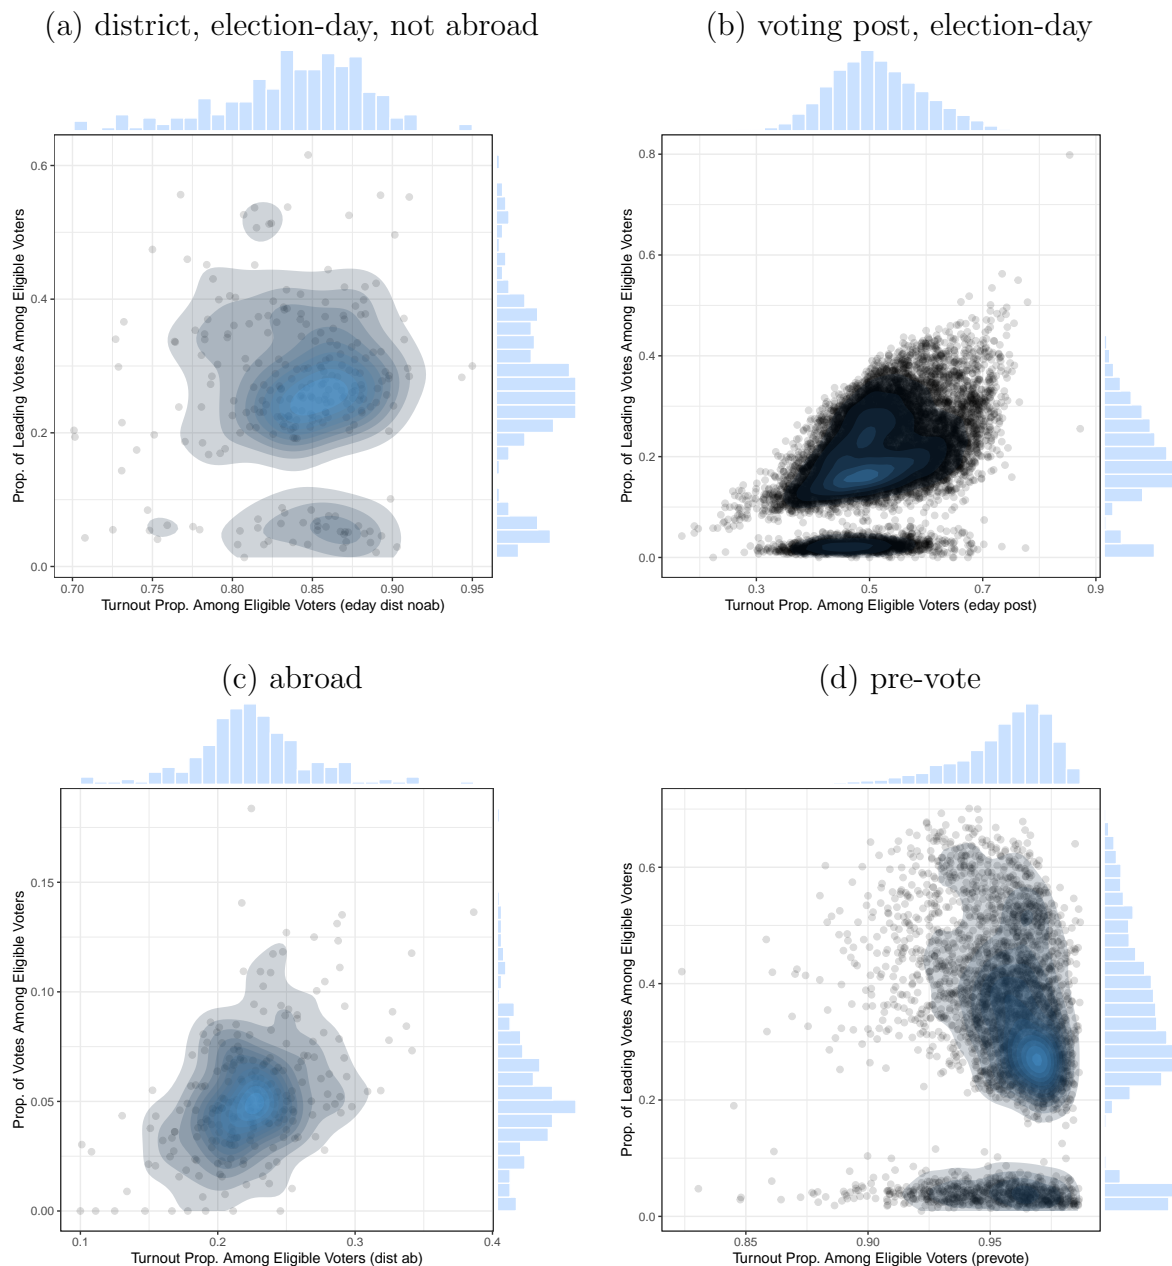 (a) district, election-day, not abroad
(b) voting post, election-day
Prop. of Leading Votes Among Eligible Voters
0.6
0.4
0.2
0.0
0.70
0.75
0.80
0.85
0.90
0.95
Turnout Prop. Among Eligible Voters (eday dist noab)
Prop. of Leading Votes Among Eligible Voters
0.8
0.6
0.4
0.2
0.0
0.3
0.5
0.7
0.9
Turnout Prop. Among Eligible Voters (eday post)
(c) abroad
(d) pre-vote
Prop. of Votes Among Eligible Voters
0.15
0.10
0.05
0.00
0.1
0.2
0.3
0.4
Turnout Prop. Among Eligible Voters (dist ab)
Prop. of Leading Votes Among Eligible Voters
0.6
0.4
0.2
0.0
0.85
0.90
0.95
Turnout Prop. Among Eligible Voters (prevote)